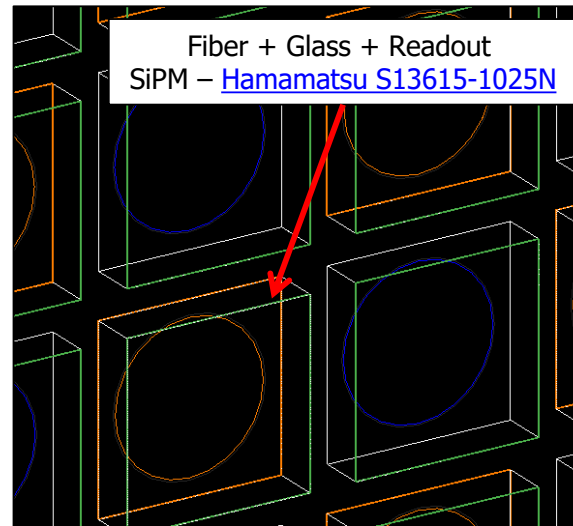 Fiber + Glass + Readout
SiPM – Hamamatsu S13615-1025N